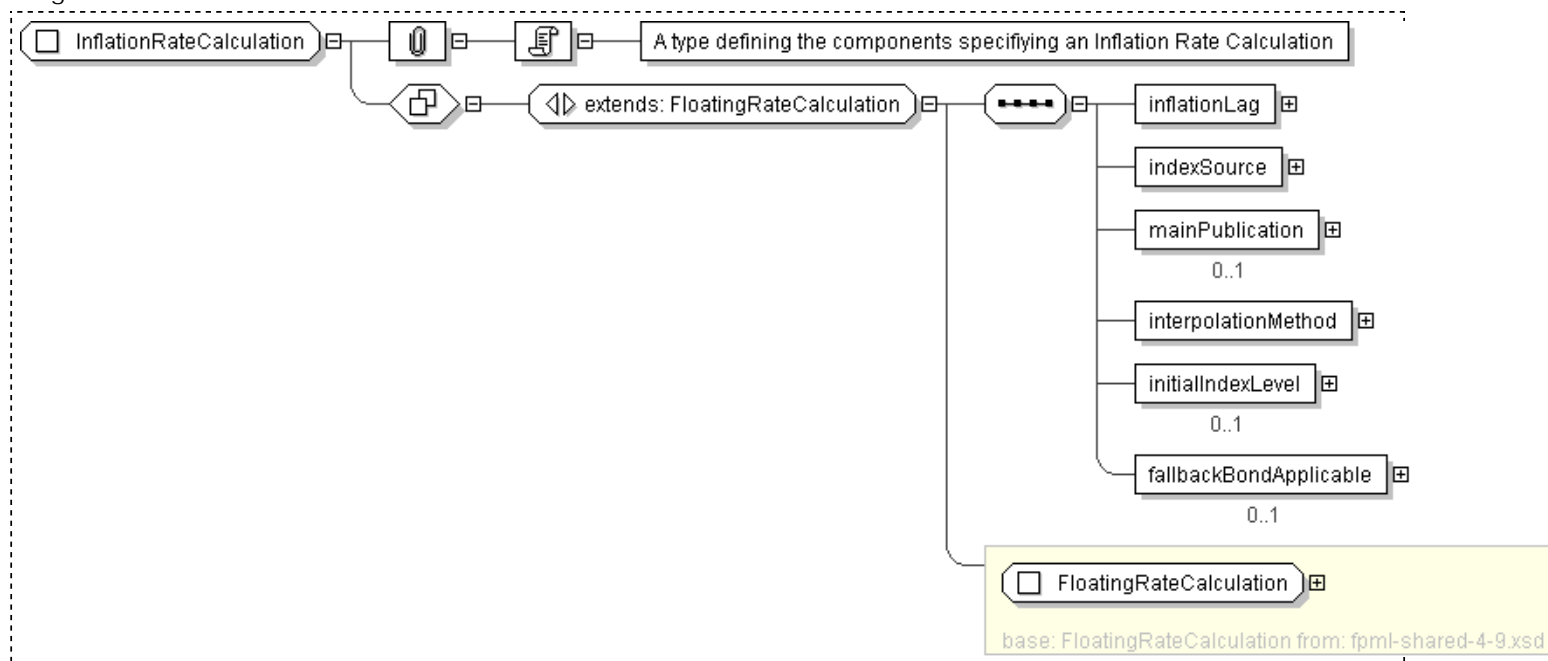 InflationRateCalculation
A type defining the components specifiying an Inflation Rate Calculation
extends: FloatingRateCalculation
inflationLag
indexSource
mainPublication
0..1
interpolationMethod
initialIndexLevel
0..1
fallbackBondApplicable
0..1
FloatingRateCalculation
base: FloatingRateCalculation from: fpml-shared-4-9.xsd